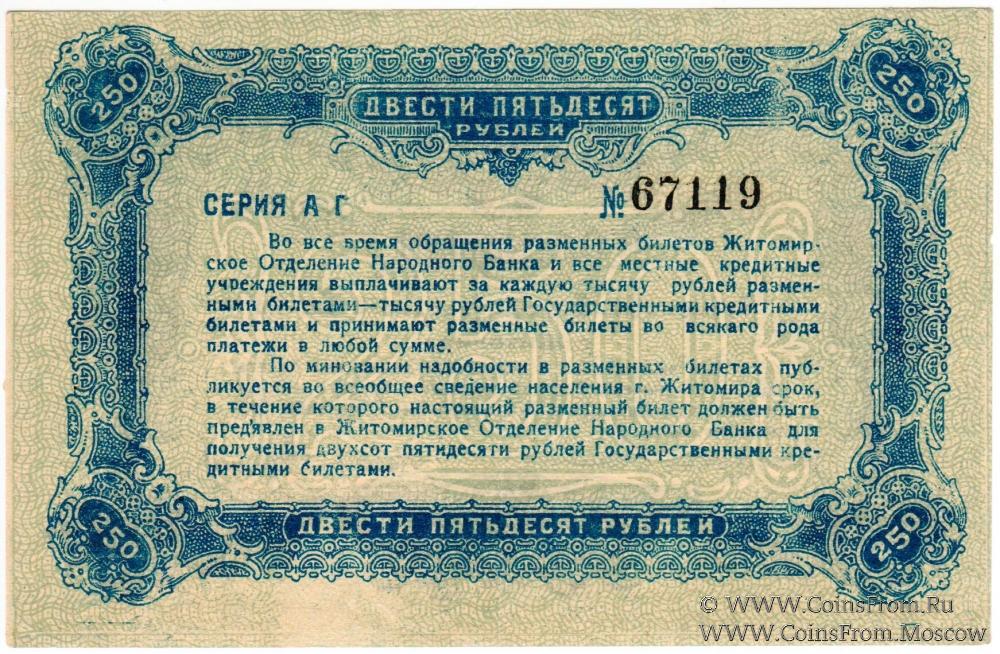 250 250
ДВЕСТИ ПЯТЬДЕСЯТ
РУБЛЕЙ
СЕРИЯ А Г № 67119
Во все время обращения разменных билетов Житомир-
ское Отделение Народного Банка и все местные кредитные
учреждения выплачивают за каждую тысячу рублей размен-
ными билетами—тысячу рублей Государственными кредитными
билетами и принимают разменные билеты во всякаго рода
платежи в любой сумме.
По миновании надобности в разменных билетах пуб-
ликуется во всеобщее сведение населения г. Житомира срок,
в течение которого настоящий разменный билет должен быть
пред'явлен в Житомирское Отделение Народного Банка для
получения двухсот пятидесяти рублей Государственными кре-
дитными билетами.
250 250
ДВЕСТИ ПЯТЬДЕСЯТ РУБЛЕЙ
© WWW.CoinsFrom.Ru
WWW.CoinsFrom.Moscow